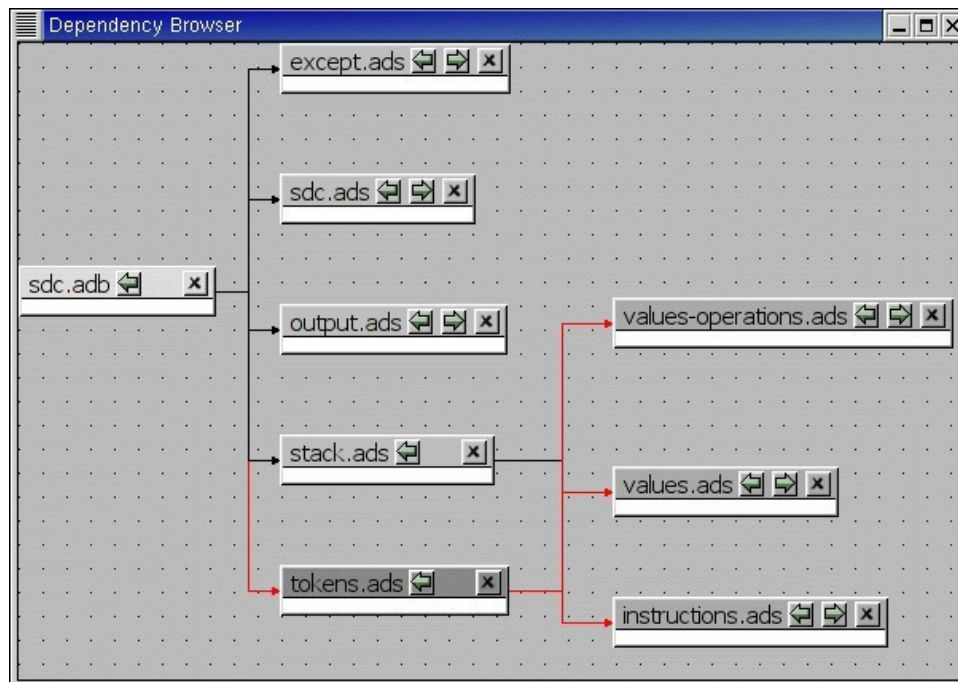 Dependency Browser
except.ads
sdc.ads
sdc.adb
output.ads
values-operations.ads
stack.ads
values.ads
tokens.ads
instructions.ads